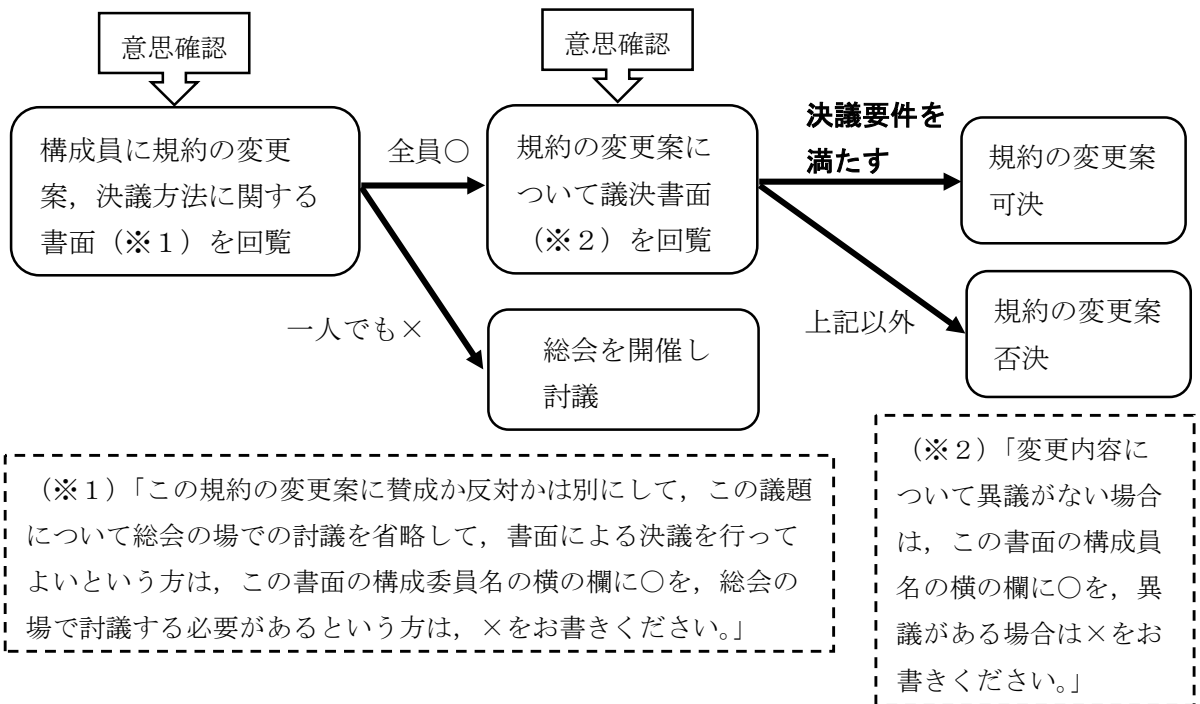 意思確認
意思確認
構成員に規約の変更
案，決議方法に関する
書面（※１）を回覧
全員○
規約の変更案に
ついて議決書面
（※２）を回覧
決議要件を
満たす
規約の変更案
可決
一人でも×
総会を開催し
討議
上記以外
規約の変更案
否決
（※１）「この規約の変更案に賛成か反対かは別にして，この議題
について総会の場での討議を省略して，書面による決議を行って
よいという方は，この書面の構成委員名の横の欄に○を，総会の
場で討議する必要があるという方は，×をお書きください。」
（※２）「変更内容に
ついて異議がない場合
は，この書面の構成員
名の横の欄に○を，異
議がある場合は×をお
書きください。」